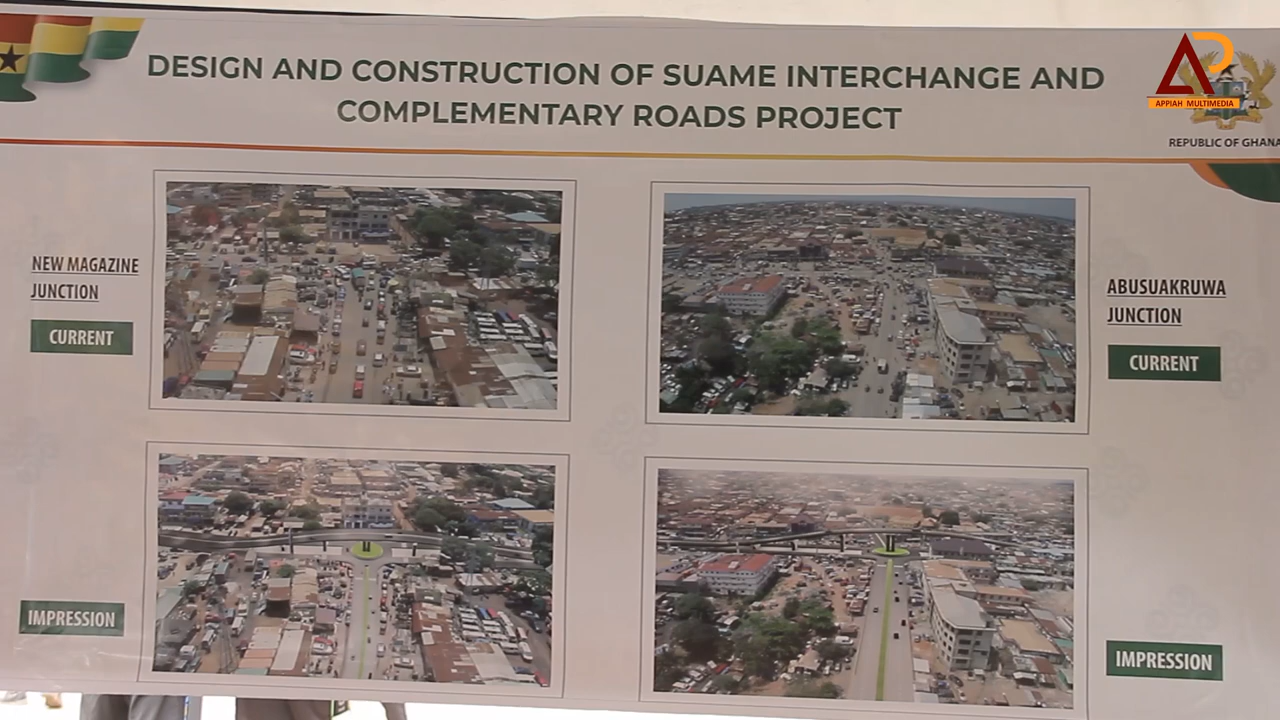 DESIGN AND CONSTRUCTION OF SUAME INTERCHANGE AND
COMPLEMENTARY ROADS PROJECT
APPIAH MULTIMEDIA
REPUBLIC OF GHANA
NEW MAGAZINE
JUNCTION
CURRENT
ABUSUAKRUWA
JUNCTION
CURRENT
IMPRESSION
IMPRESSION